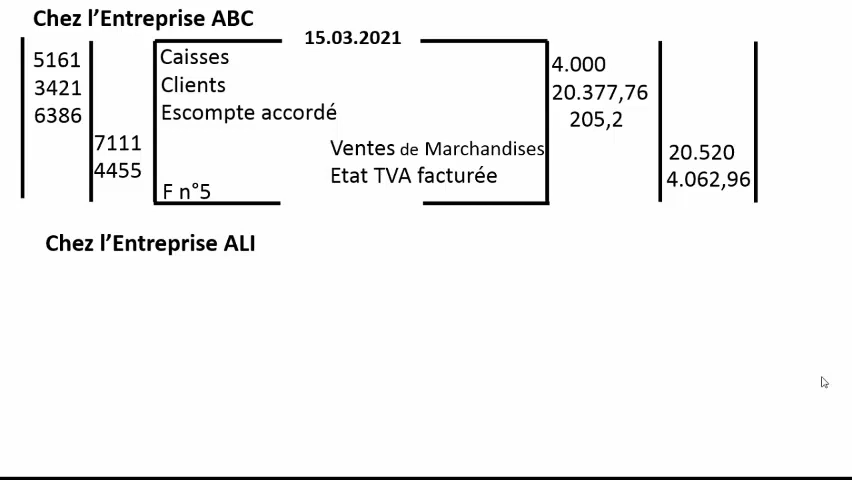 Chez l’Entreprise ABC
15.03.2021
5161 Caisses 4.000
3421 Clients 20.377,76
6386 Escompte accordé 205,2
7111 Ventes de Marchandises 20.520
4455 Etat TVA facturée 4.062,96
F n°5
Chez l’Entreprise ALI